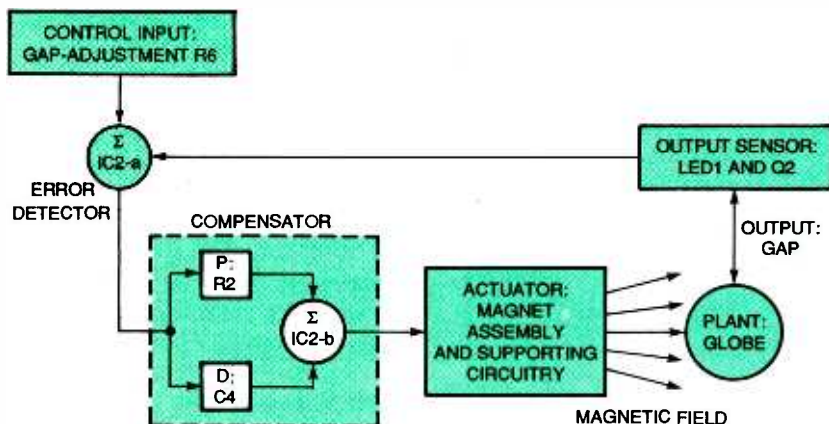 CONTROL INPUT:
GAP-ADJUSTMENT R6
Σ
IC2-a
ERROR
DETECTOR
OUTPUT SENSOR:
LED1 AND Q2
OUTPUT:
GAP
COMPENSATOR
P:
R2
Σ
IC2-b
D:
C4
ACTUATOR:
MAGNET
ASSEMBLY
AND SUPPORTING
CIRCUITRY
PLANT:
GLOBE
MAGNETIC FIELD